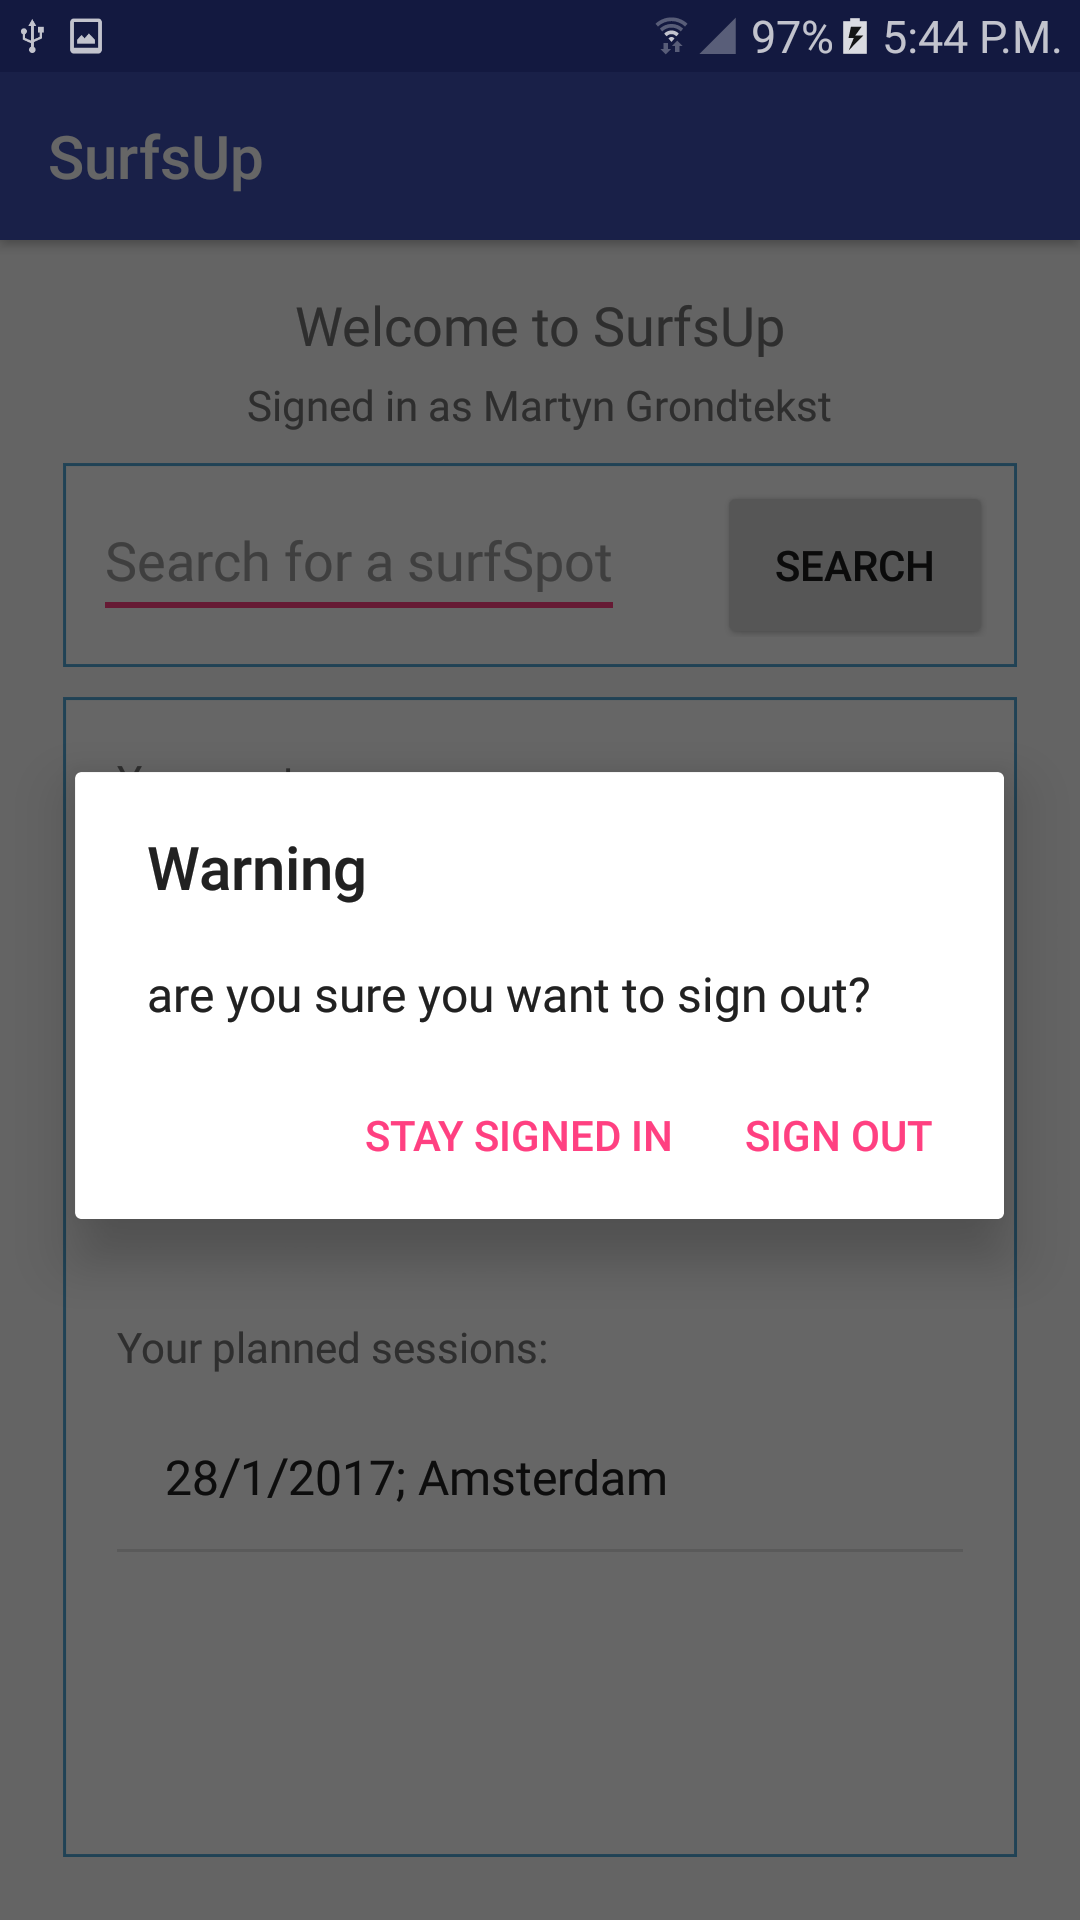 97% 5:44 P.M.
SurfsUp
Welcome to SurfsUp
Signed in as Martyn Grondtekst
Search for a surfSpot
SEARCH
Warning
are you sure you want to sign out?
STAY SIGNED IN SIGN OUT
Your planned sessions:
28/1/2017; Amsterdam